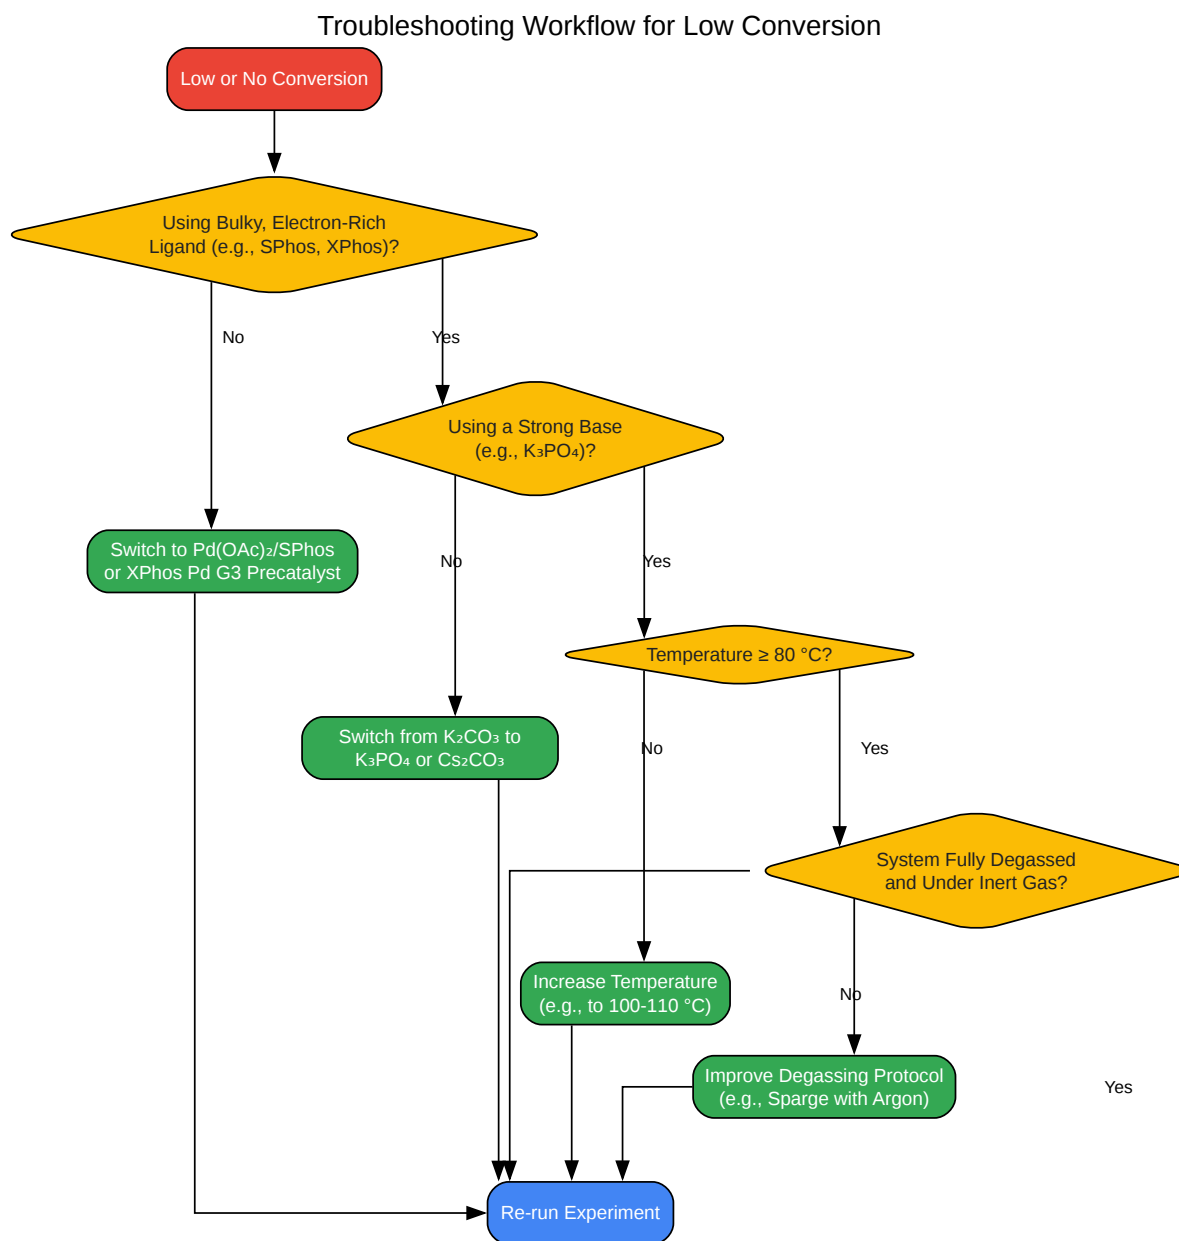 Troubleshooting Workflow for Low Conversion
Low or No Conversion
Using Bulky, Electron-Rich
Ligand (e.g., SPhos, XPhos)?
No
Yes
Using a Strong Base
(e.g., K₃PO₄)?
Switch to Pd(OAc)₂/SPhos
or XPhos Pd G3 Precatalyst
No
Yes
Temperature ≥ 80 °C?
Switch from K₂CO₃ to
K₃PO₄ or Cs₂CO₃
No
Yes
System Fully Degassed
and Under Inert Gas?
Increase Temperature
(e.g., to 100-110 °C)
No
Improve Degassing Protocol
(e.g., Sparge with Argon)
Yes
Re-run Experiment